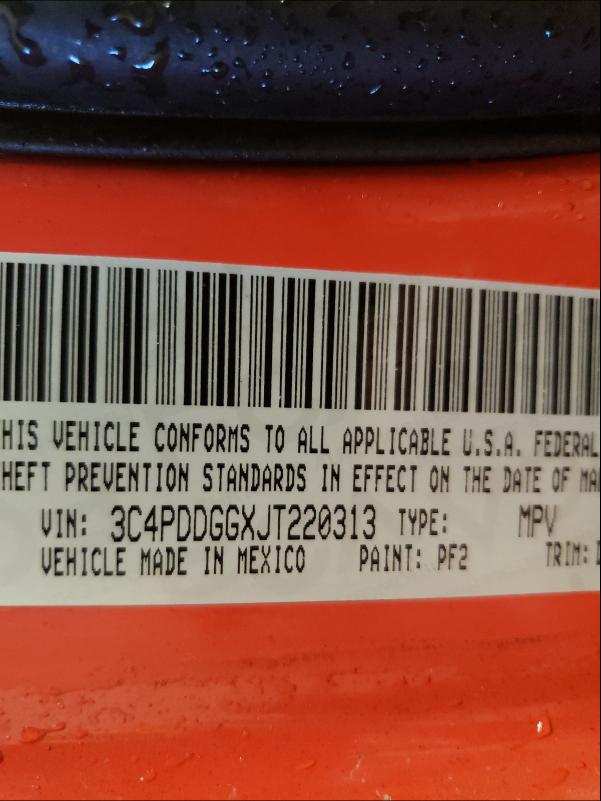 HIS VEHICLE CONFORMS TO ALL APPLICABLE U.S.A. FEDERAL
HEFT PREVENTION STANDARDS IN EFFECT ON THE DATE OF MA
VIN: 3C4PDDGGXJT220313 TYPE: MPV
VEHICLE MADE IN MEXICO PAINT: PF2 TRIM: